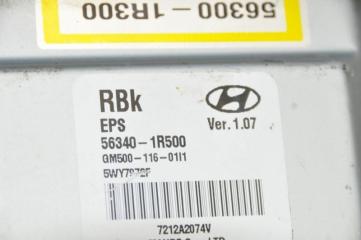 56300-1R300
RBk
EPS
Ver. 1.07
56340-1R500
GM500-116-01I1
7212A2074V